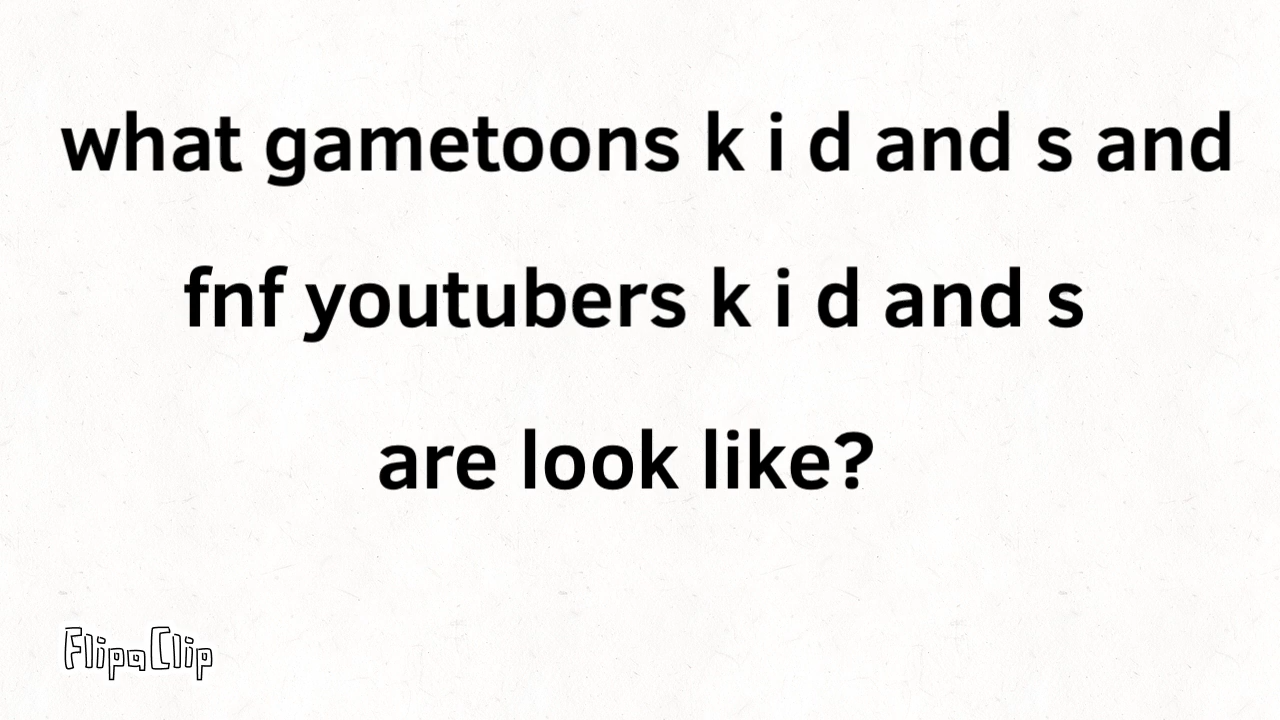 what gametoons k i d and s and
fnf youtubers k i d and s
are look like?
FlipaClip